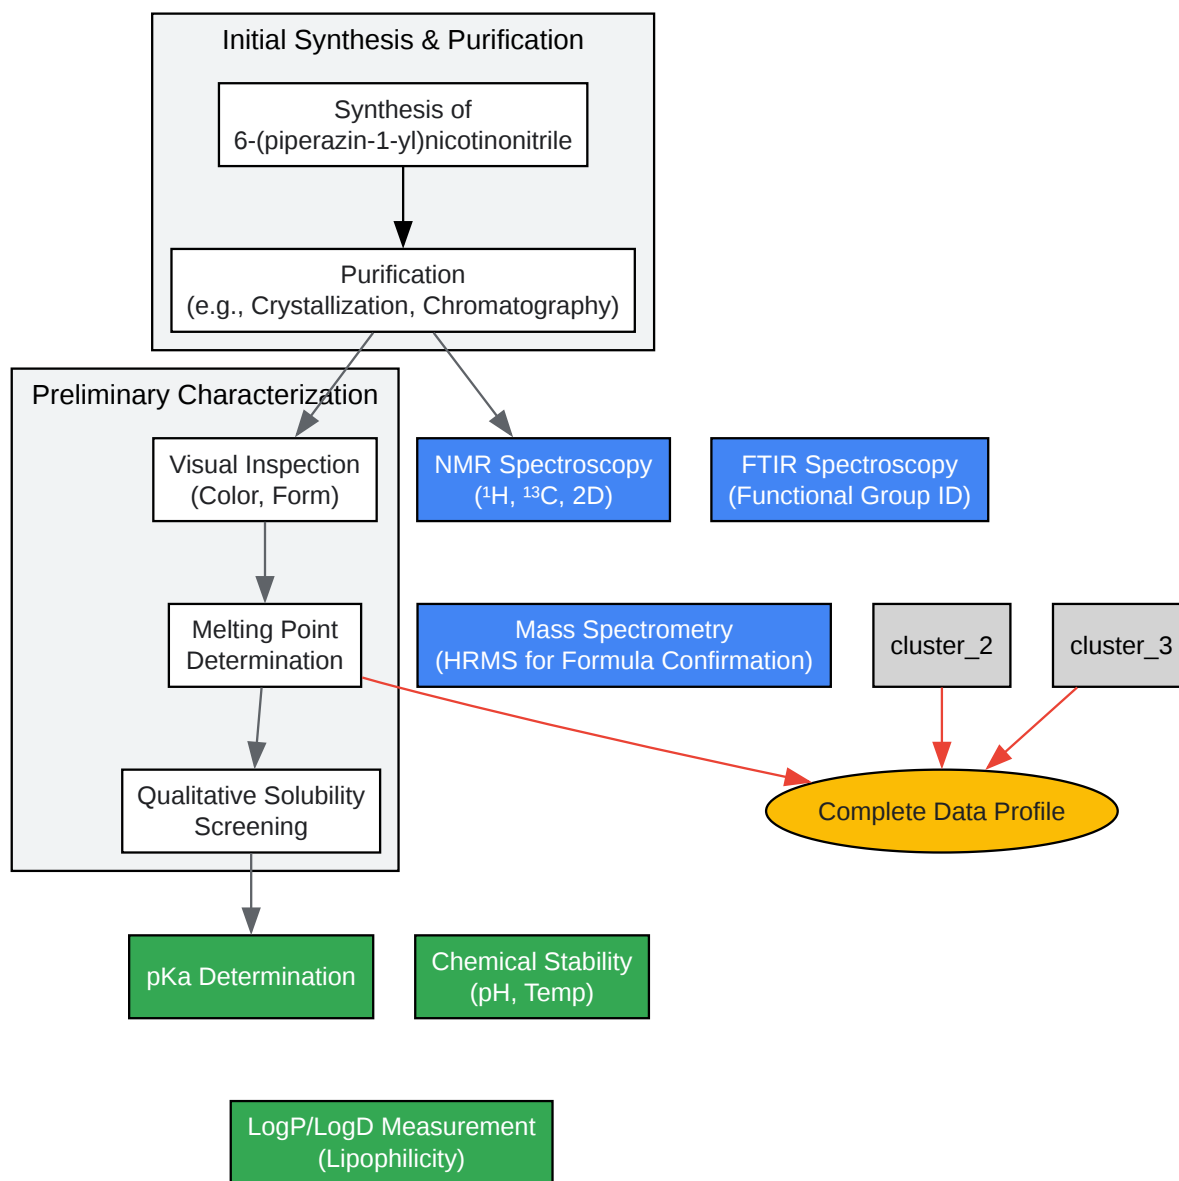 Initial Synthesis & Purification
Synthesis of
6-(piperazin-1-yl)nicotinonitrile
Purification
(e.g., Crystallization, Chromatography)
Preliminary Characterization
Visual Inspection
(Color, Form)
NMR Spectroscopy
(¹H, ¹³C, 2D)
FTIR Spectroscopy
(Functional Group ID)
Melting Point
Determination
Mass Spectrometry
(HRMS for Formula Confirmation)
cluster_2
cluster_3
Qualitative Solubility
Screening
Complete Data Profile
pKa Determination
Chemical Stability
(pH, Temp)
LogP/LogD Measurement
(Lipophilicity)